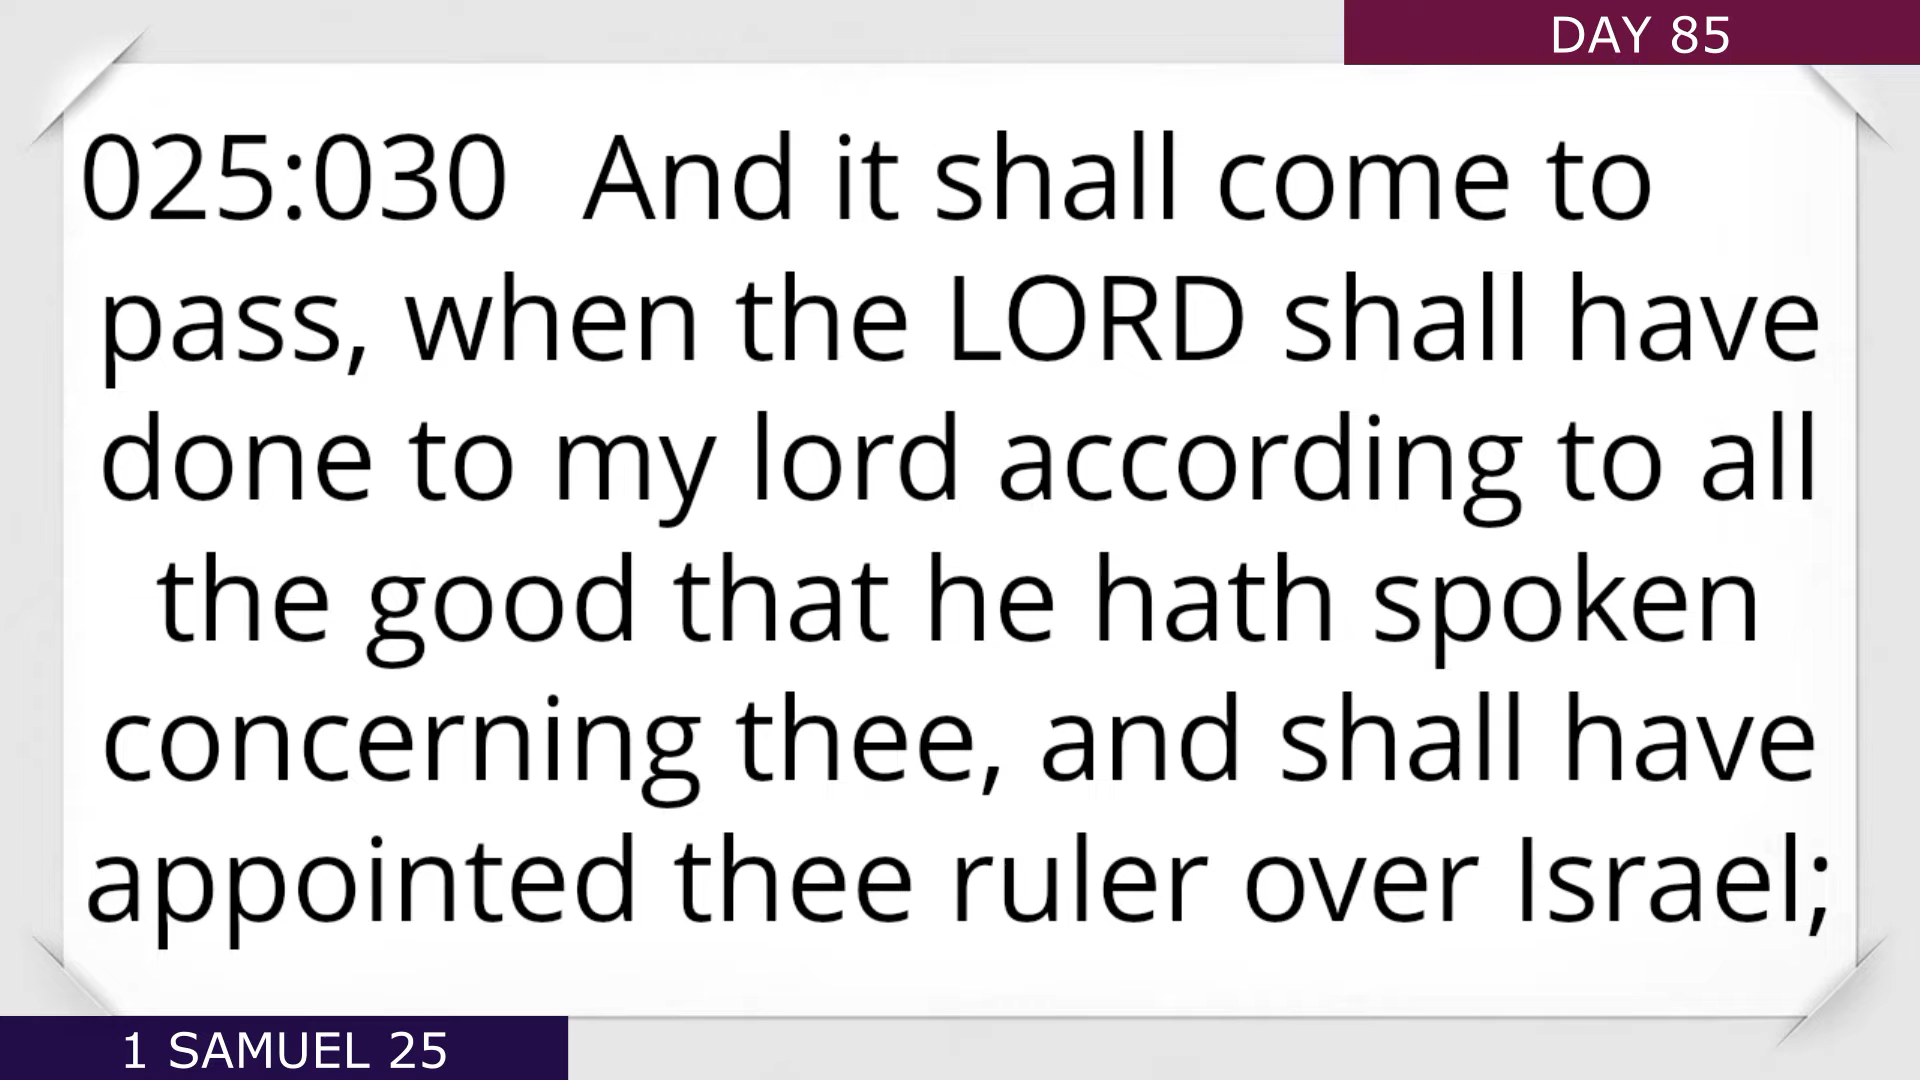 DAY 85
025:030 And it shall come to
pass, when the LORD shall have
done to my lord according to all
the good that he hath spoken
concerning thee, and shall have
appointed thee ruler over Israel;
1 SAMUEL 25